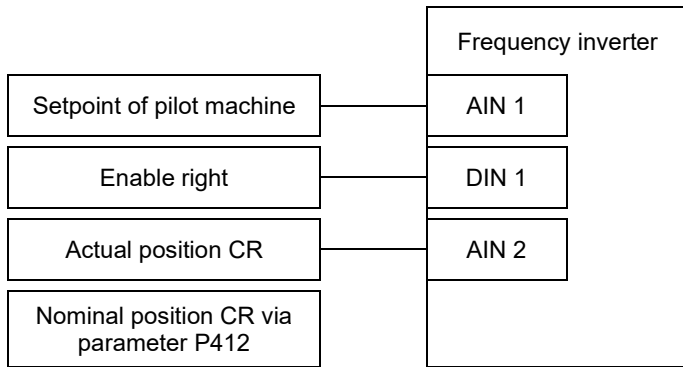 Frequency inverter
Setpoint of pilot machine
AIN 1
Enable right
DIN 1
Actual position CR
AIN 2
Nominal position CR via
parameter P412